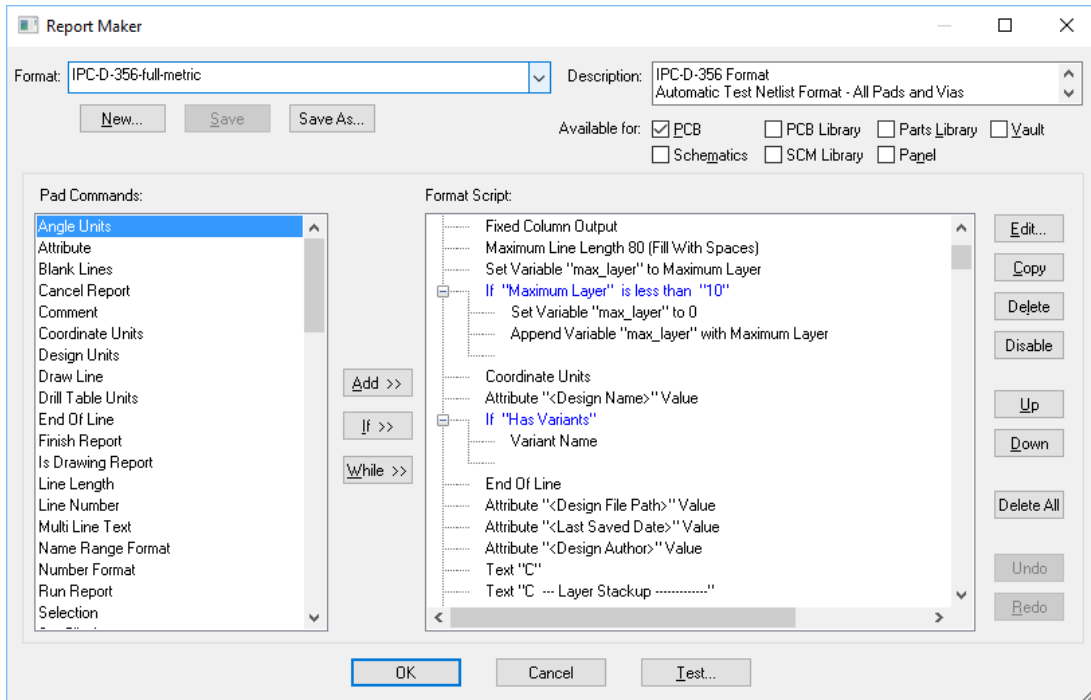 Report Maker
Format: IPC-D-356-full-metric
Description: IPC-D-356 Format
Automatic Test Netlist Format - All Pads and Vias
New... Save Save As...
Available for: PCB PCB Library Parts Library Vault
Schematics SCM Library Panel
Pad Commands:
Angle Units
Attribute
Blank Lines
Cancel Report
Comment
Coordinate Units
Design Units
Draw Line
Drill Table Units
End Of Line
Finish Report
Is Drawing Report
Line Length
Line Number
Multi Line Text
Name Range Format
Number Format
Run Report
Selection
Add >>
If >>
While >>
Format Script:
Fixed Column Output
Maximum Line Length 80 (Fill With Spaces)
Set Variable "max_layer" to Maximum Layer
If "Maximum Layer" is less than "10"
Set Variable "max_layer" to 0
Append Variable "max_layer" with Maximum Layer
Coordinate Units
Attribute "<Design Name>" Value
If "Has Variants"
Variant Name
End Of Line
Attribute "<Design File Path>" Value
Attribute "<Last Saved Date>" Value
Attribute "<Design Author>" Value
Text "C"
Text "C --- Layer Stackup -------------"
Edit...
Copy
Delete
Disable
Up
Down
Delete All
Undo
Redo
OK Cancel Test...